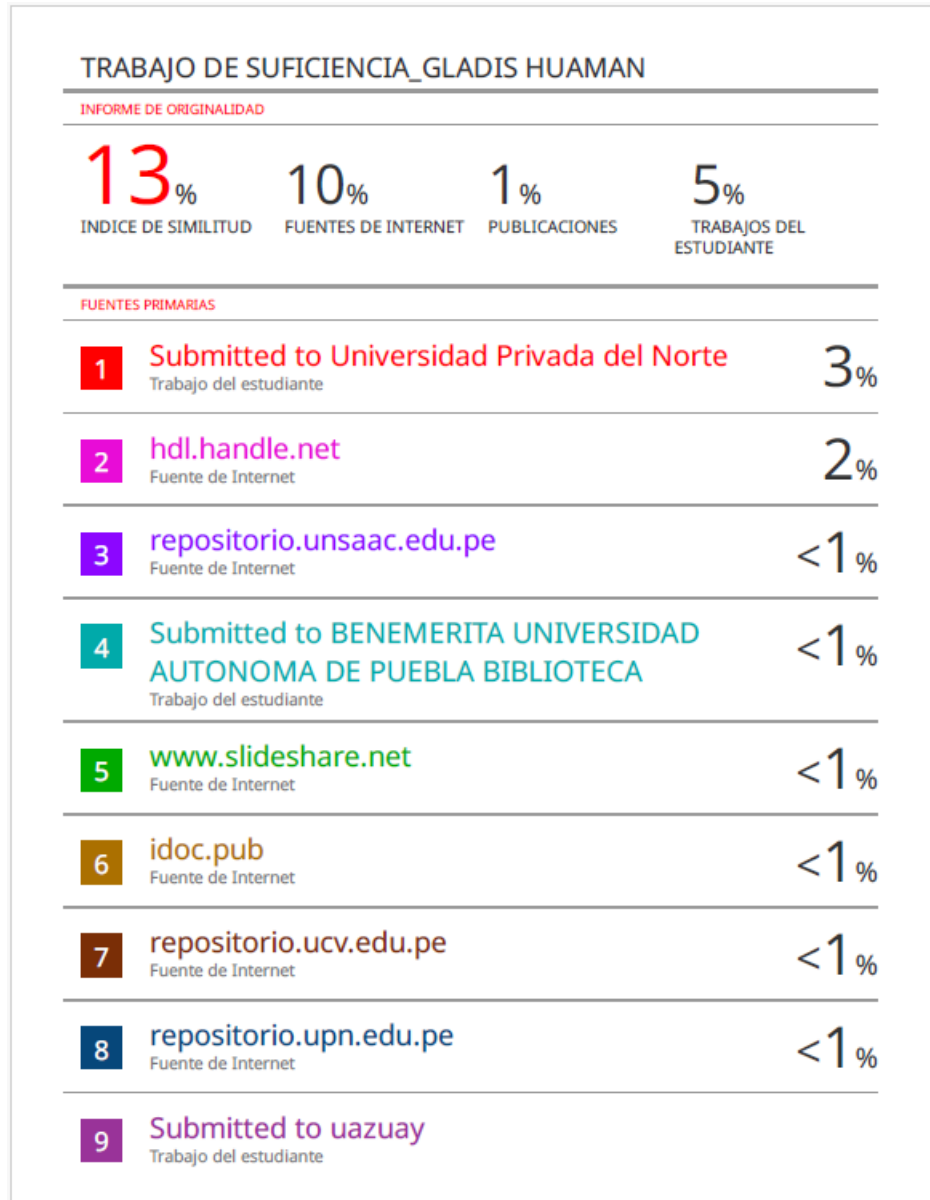 TRABAJO DE SUFICIENCIA_GLADIS HUAMAN
INFORME DE ORIGINALIDAD
13%
INDICE DE SIMILITUD
10%
FUENTES DE INTERNET
1%
PUBLICACIONES
5%
TRABAJOS DEL
ESTUDIANTE
FUENTES PRIMARIAS
1
Submitted to Universidad Privada del Norte
Trabajo del estudiante
3%
2
hdl.handle.net
Fuente de Internet
2%
3
repositorio.unsaac.edu.pe
Fuente de Internet
<1%
4
Submitted to BENEMERITA UNIVERSIDAD
AUTONOMA DE PUEBLA BIBLIOTECA
Trabajo del estudiante
<1%
5
www.slideshare.net
Fuente de Internet
<1%
6
idoc.pub
Fuente de Internet
<1%
7
repositorio.ucv.edu.pe
Fuente de Internet
<1%
8
repositorio.upn.edu.pe
Fuente de Internet
<1%
9
Submitted to uazuay
Trabajo del estudiante